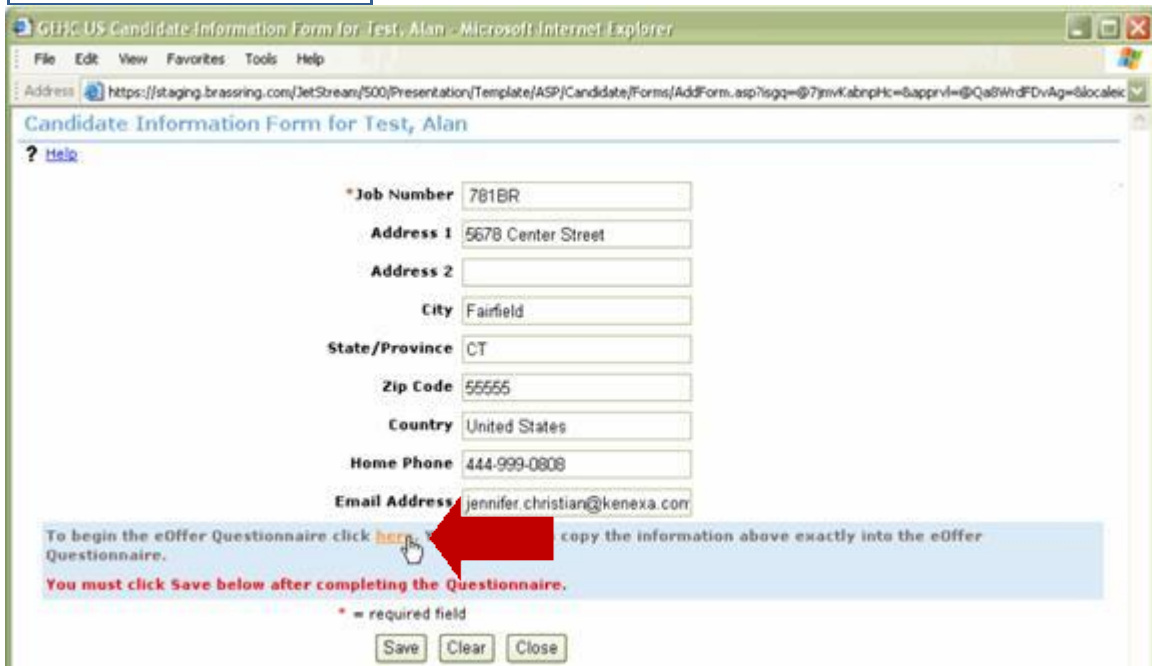 GEHC US Candidate Information Form for Test, Alan - Microsoft Internet Explorer
File Edit View Favorites Tools Help
Address https://staging.brassring.com/JetStream/500/Presentation/Template/ASP/Candidate/Forms/AddForm.asp?
Candidate Information Form for Test, Alan
? Help
*Job Number 781BR
Address 1 5678 Center Street
Address 2
City Fairfield
State/Province CT
Zip Code 55555
Country United States
Home Phone 444-999-0808
Email Address jennifer.christian@kenexa.com
To begin the eOffer Questionnaire click here. copy the information above exactly into the eOffer
Questionnaire.
You must click Save below after completing the Questionnaire.
* = required field
Save Clear Close